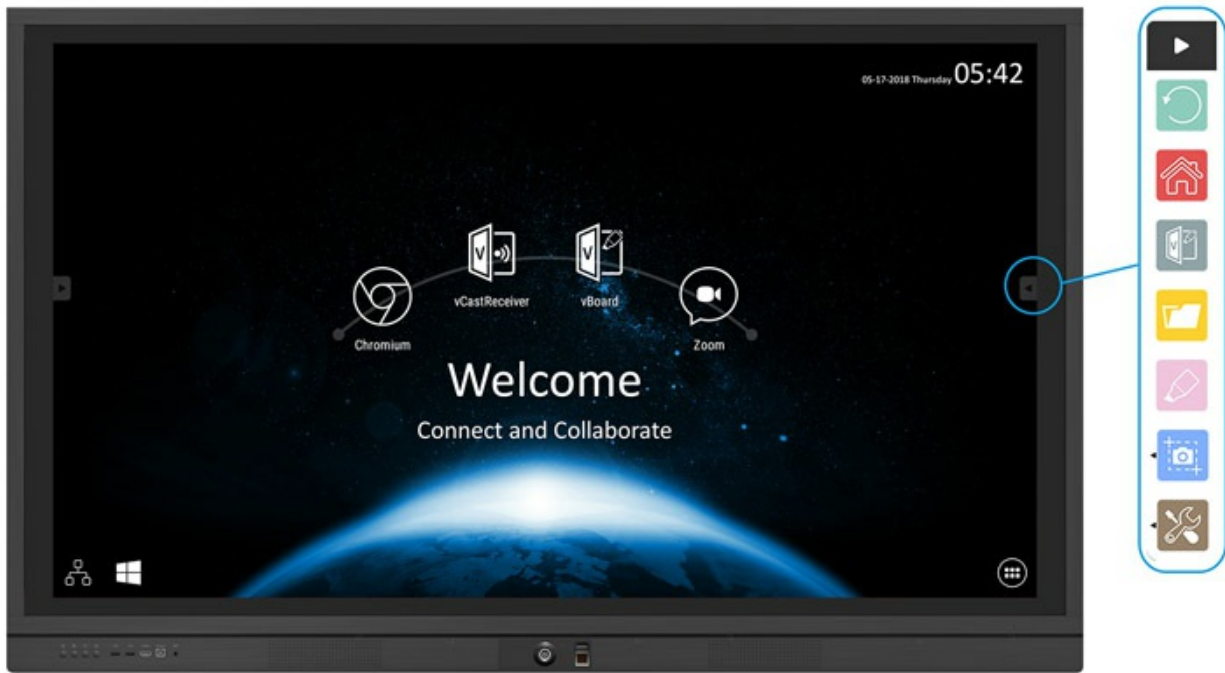 05-17-2018 Thursday 05:42
vCastReceiver
vBoard
Chromium
Zoom
Welcome
Connect and Collaborate